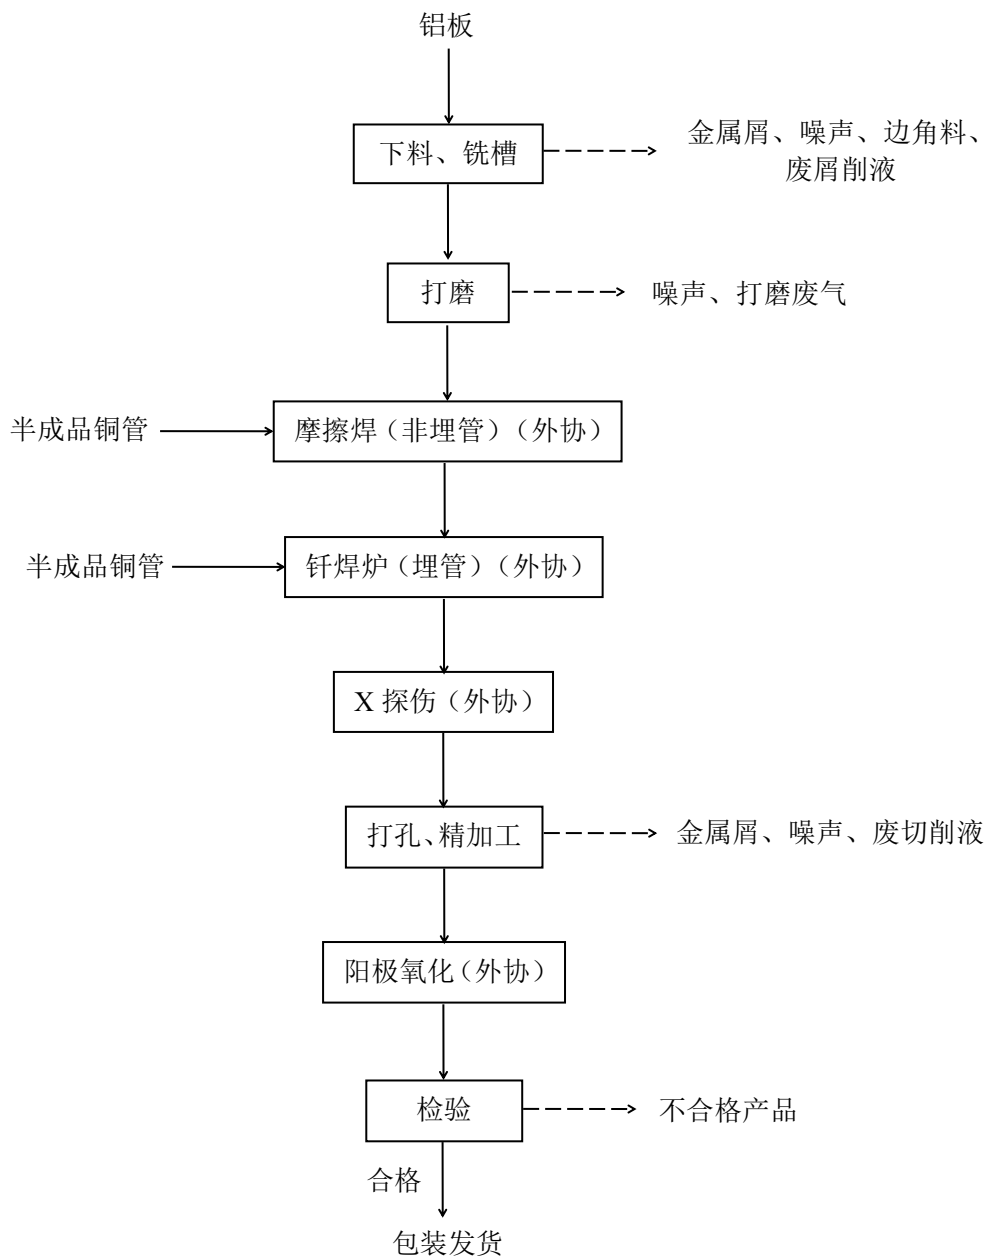 铝板
下料、铣槽
金属屑、噪声、边角料、
废屑削液
打磨
噪声、打磨废气
半成品铜管
摩擦焊（非埋管）（外协）
半成品铜管
钎焊炉（埋管）（外协）
X 探伤（外协）
打孔、精加工
金属屑、噪声、废切削液
阳极氧化（外协）
检验
不合格产品
合格
包装发货